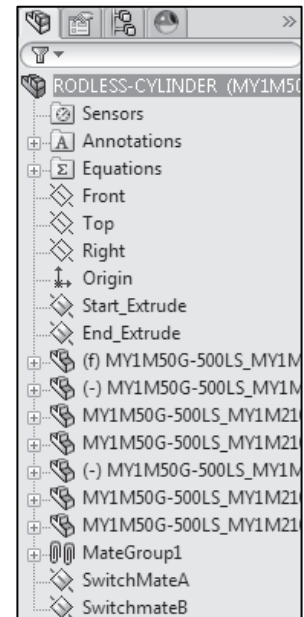 RODLESS-CYLINDER (MY1M50
Sensors
A Annotations
Σ Equations
Front
Top
Right
Origin
Start_Extrude
End_Extrude
(f) MY1M50G-500LS_MY1M
(-) MY1M50G-500LS_MY1M
MY1M50G-500LS_MY1M21
MY1M50G-500LS_MY1M21
(-) MY1M50G-500LS_MY1M
MY1M50G-500LS_MY1M21
MY1M50G-500LS_MY1M21
MateGroup1
SwitchMateA
SwitchmateB